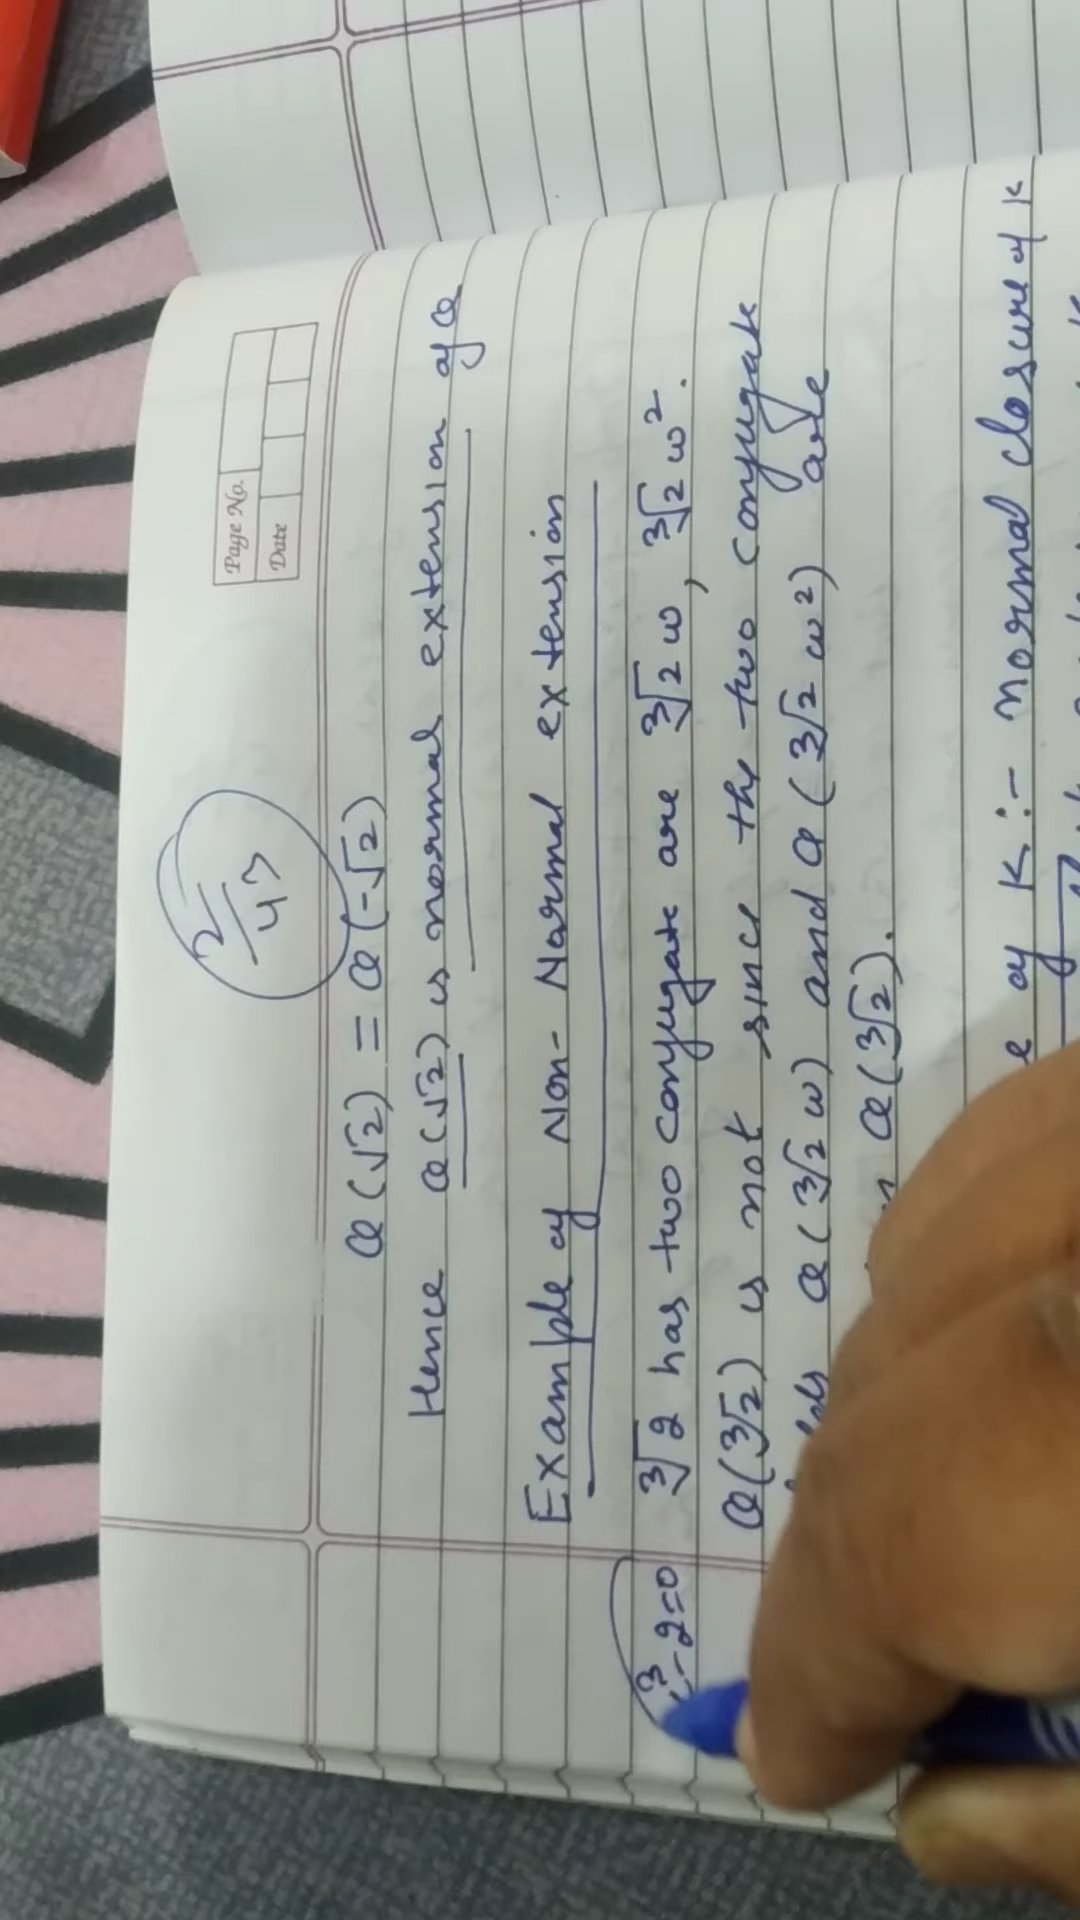 Page No.
Date
2/47
Q(√2) = Q(-√2)
Hence Q(√2) is normal extension of Q
Example of Non-Normal extension
x³-2=0 ∛2 has two conjugate are ∛2 ω, ∛2 ω².
Q(∛2) is not since the two conjugate
Q(∛2 ω) and Q(∛2 ω²) are
Q(∛2).
of K :- normal closure of K